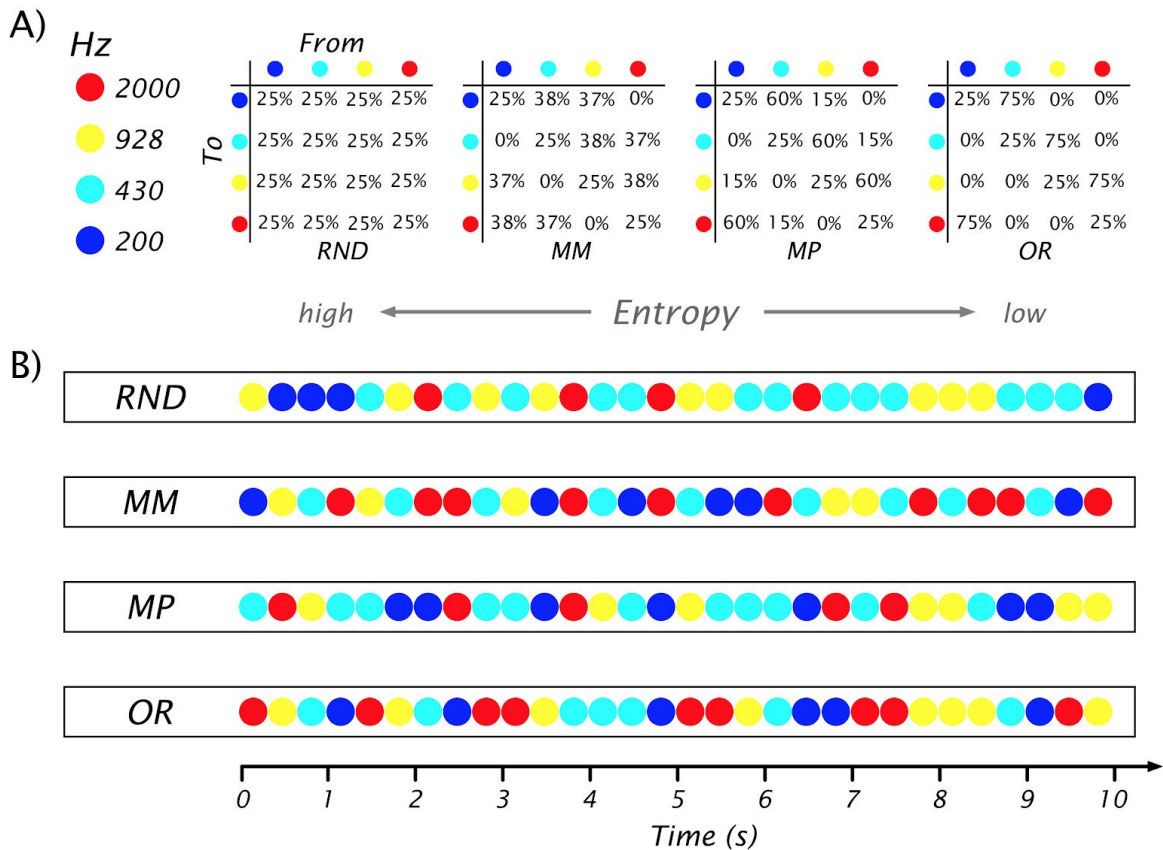 A)
Hz
2000
928
430
200
From
To
25% 25% 25% 25%
25% 25% 25% 25%
25% 25% 25% 25%
25% 25% 25% 25%
RND
25% 38% 37% 0%
0% 25% 38% 37%
37% 0% 25% 38%
38% 37% 0% 25%
MM
25% 60% 15% 0%
0% 25% 60% 15%
15% 0% 25% 60%
60% 15% 0% 25%
MP
25% 75% 0% 0%
0% 25% 75% 0%
0% 0% 25% 75%
75% 0% 0% 25%
OR
high Entropy low
B)
RND
MM
MP
OR
0 1 2 3 4 5 6 7 8 9 10
Time (s)